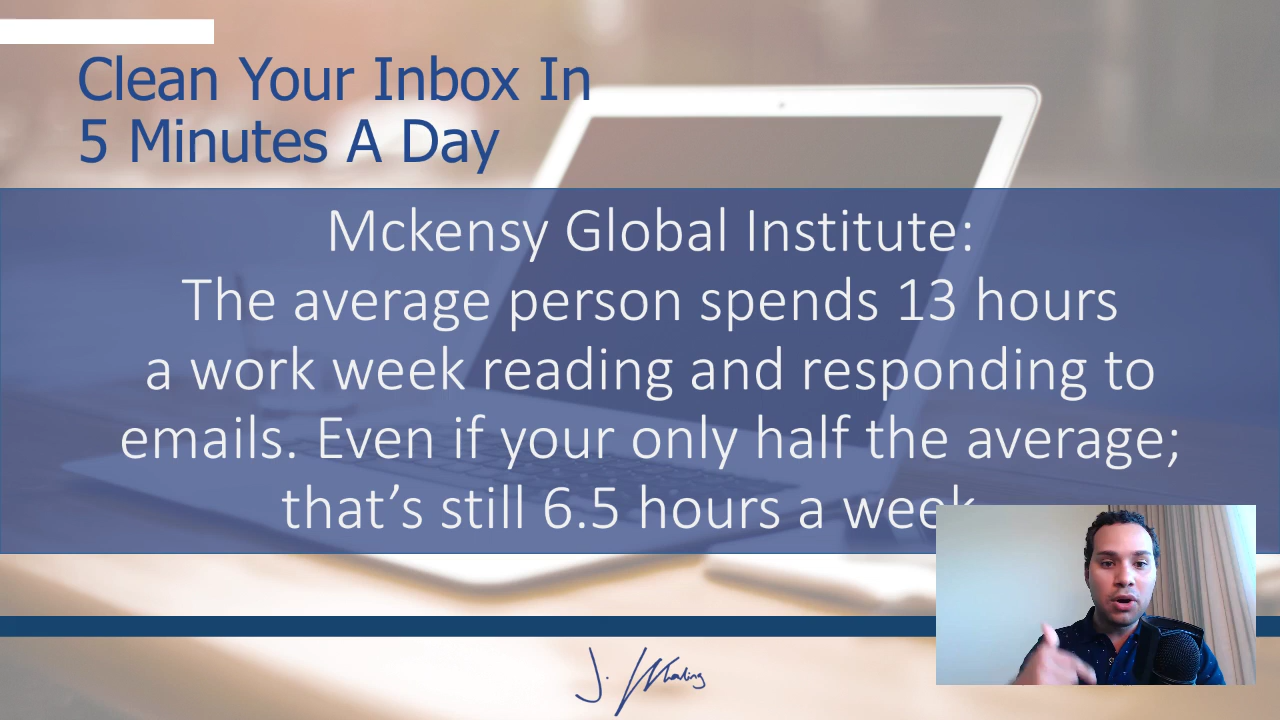 Clean Your Inbox In
5 Minutes A Day
Mckensy Global Institute:
The average person spends 13 hours
a work week reading and responding to
emails. Even if your only half the average;
that’s still 6.5 hours a week